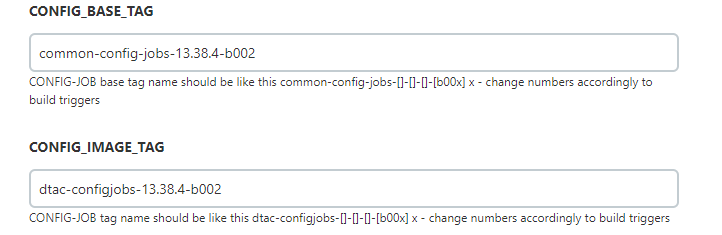 CONFIG_BASE_TAG
common-config-jobs-13.38.4-b002
CONFIG-JOB base tag name should be like this common-config-jobs-[]-[]-[]-[b00x] x - change numbers accordingly to
build triggers
CONFIG_IMAGE_TAG
dtac-configjobs-13.38.4-b002
CONFIG-JOB tag name should be like this dtac-configjobs-[]-[]-[]-[b00x] x - change numbers accordingly to build triggers